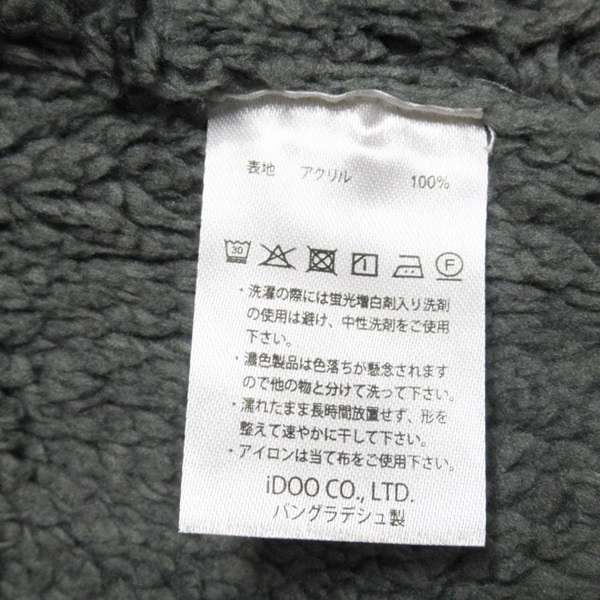 表地 アクリル 100%
30 F
・洗濯の際には蛍光増白剤入り洗剤
の使用は避け、中性洗剤をご使用
下さい。
・濃色製品は色落ちが懸念されます
ので他の物と分けて洗って下さい。
・濡れたまま長時間放置せず、形を
整えて速やかに干して下さい。
・アイロンは当て布をご使用下さい。
iDOO CO., LTD.
バングラデシュ製